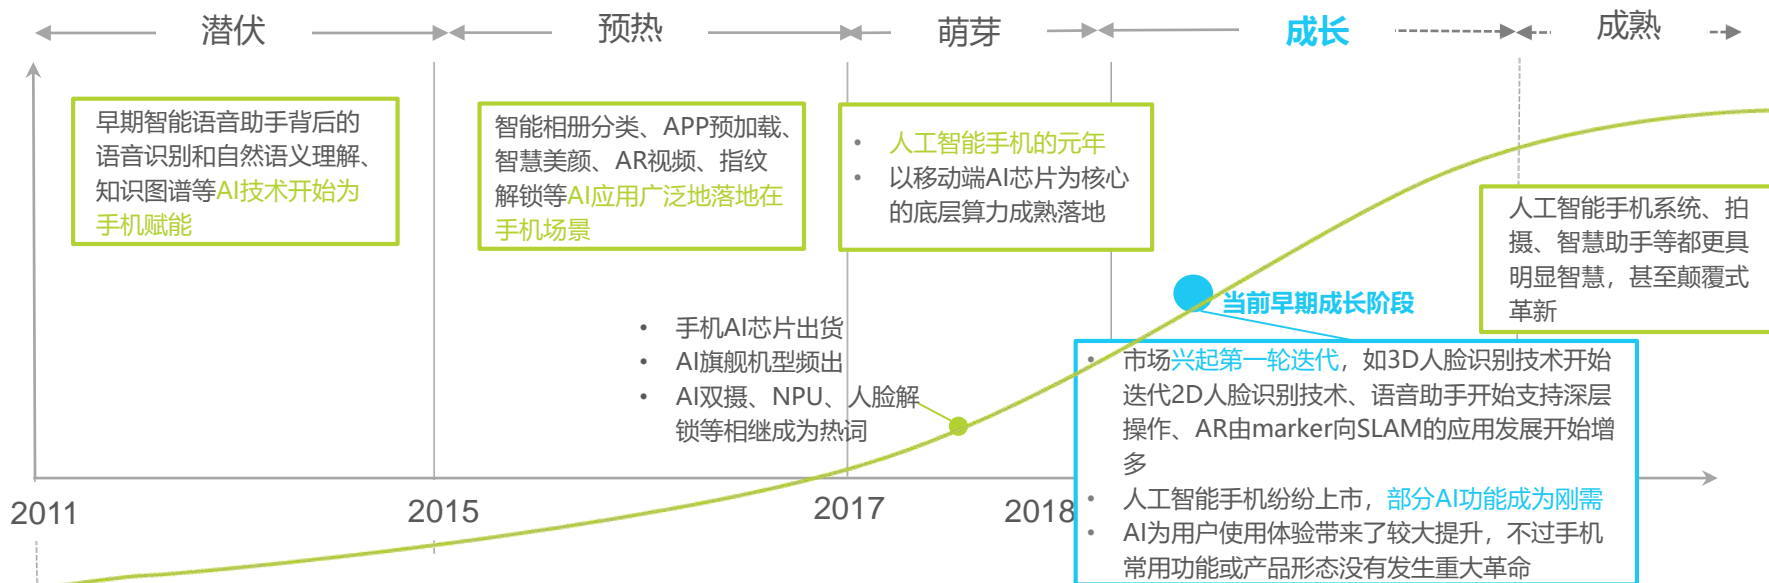 潜伏
预热
萌芽
成长
成熟
早期智能语音助手背后的
语音识别和自然语义理解、
知识图谱等AI技术开始为
手机赋能
智能相册分类、APP预加载、
智慧美颜、AR视频、指纹
解锁等AI应用广泛地落地在
手机场景
• 人工智能手机的元年
• 以移动端AI芯片为核心
的底层算力成熟落地
人工智能手机系统、拍
摄、智慧助手等都更具
明显智慧，甚至颠覆式
革新
当前早期成长阶段
• 手机AI芯片出货
• AI旗舰机型频出
• AI双摄、NPU、人脸解
锁等相继成为热词
• 市场兴起第一轮迭代，如3D人脸识别技术开始
迭代2D人脸识别技术、语音助手开始支持深层
操作、AR由marker向SLAM的应用发展开始增
多
• 人工智能手机纷纷上市，部分AI功能成为刚需
• AI为用户使用体验带来了较大提升，不过手机
常用功能或产品形态没有发生重大革命
2011
2015
2017
2018